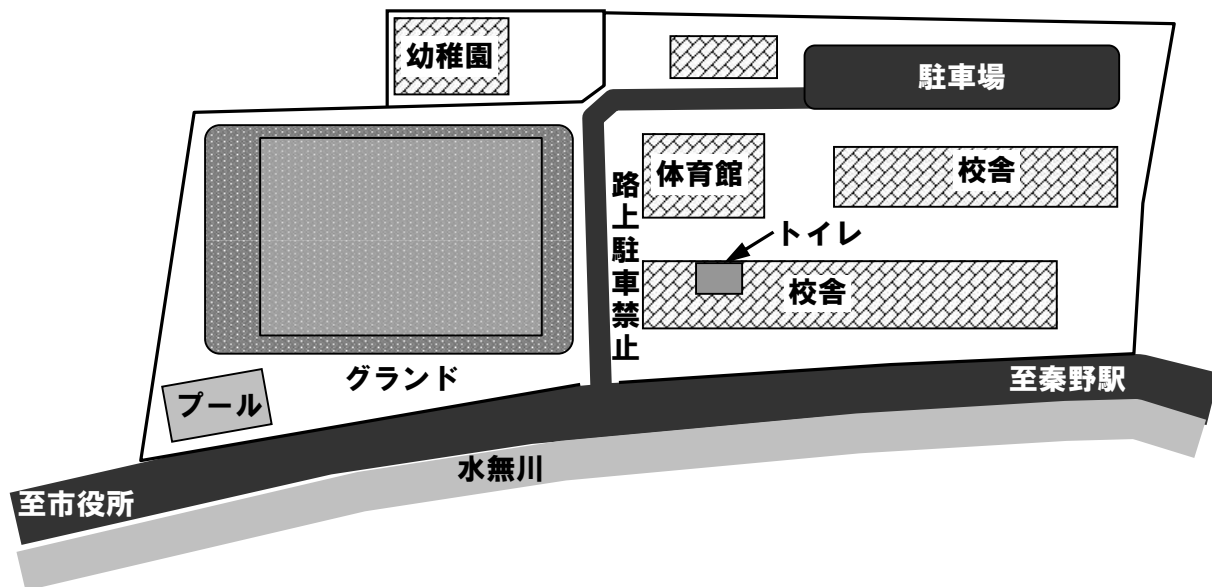 幼稚園
駐車場
体育館
校舎
路上駐車禁止
トイレ
校舎
グランド
プール
至秦野駅
水無川
至市役所